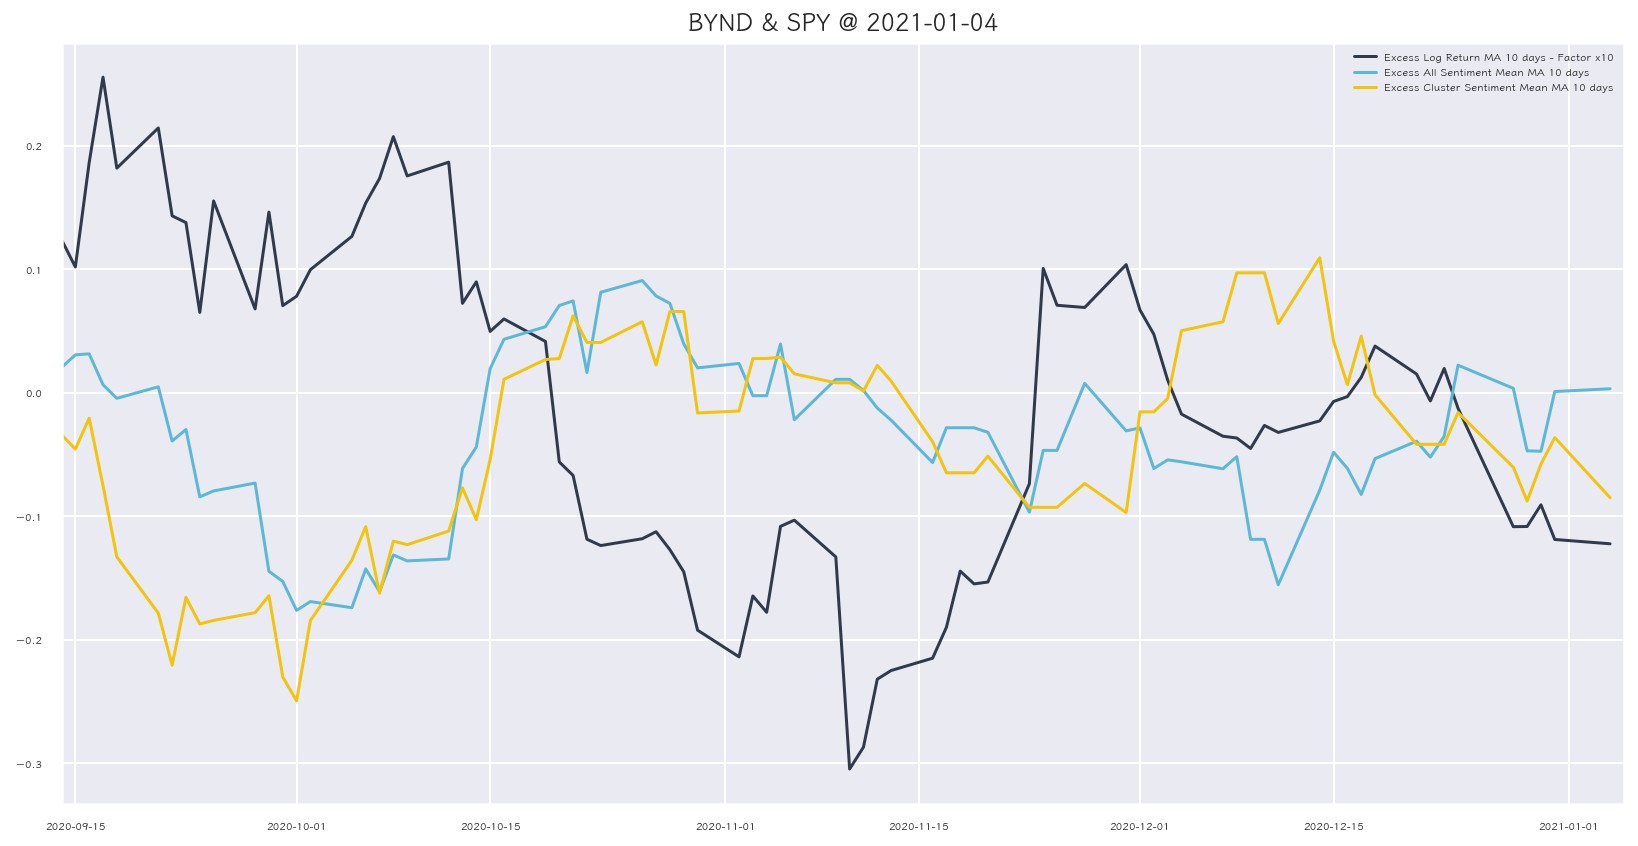 BYND & SPY @ 2021-01-04
Excess Log Return MA 10 days - Factor x10
Excess All Sentiment Mean MA 10 days
Excess Cluster Sentiment Mean MA 10 days
0.2
0.1
0.0
−0.1
−0.2
−0.3
2020-09-15 2020-10-01 2020-10-15 2020-11-01 2020-11-15 2020-12-01 2020-12-15 2021-01-01